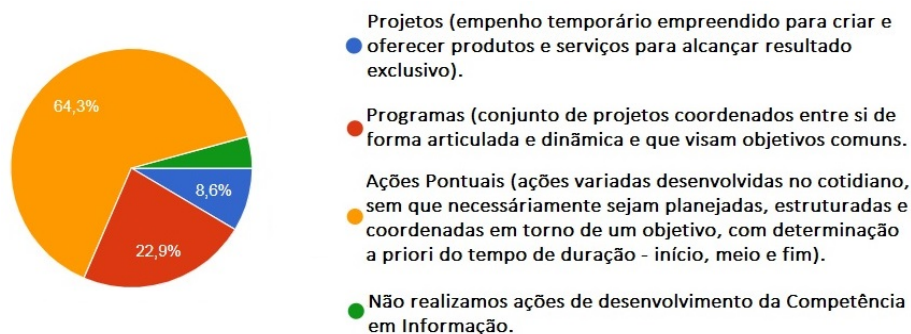 64,3%
8,6%
22,9%
Projetos (empenho temporário empreendido para criar e
oferecer produtos e serviços para alcançar resultado
exclusivo).
Programas (conjunto de projetos coordenados entre si de
forma articulada e dinãmica e que visam objetivos comuns.
Ações Pontuais (ações variadas desenvolvidas no cotidiano,
sem que necessáriamente sejam planejadas, estruturadas e
coordenadas em torno de um objetivo, com determinação
a priori do tempo de duração - início, meio e fim).
Não realizamos ações de desenvolvimento da Competência
em Informação.